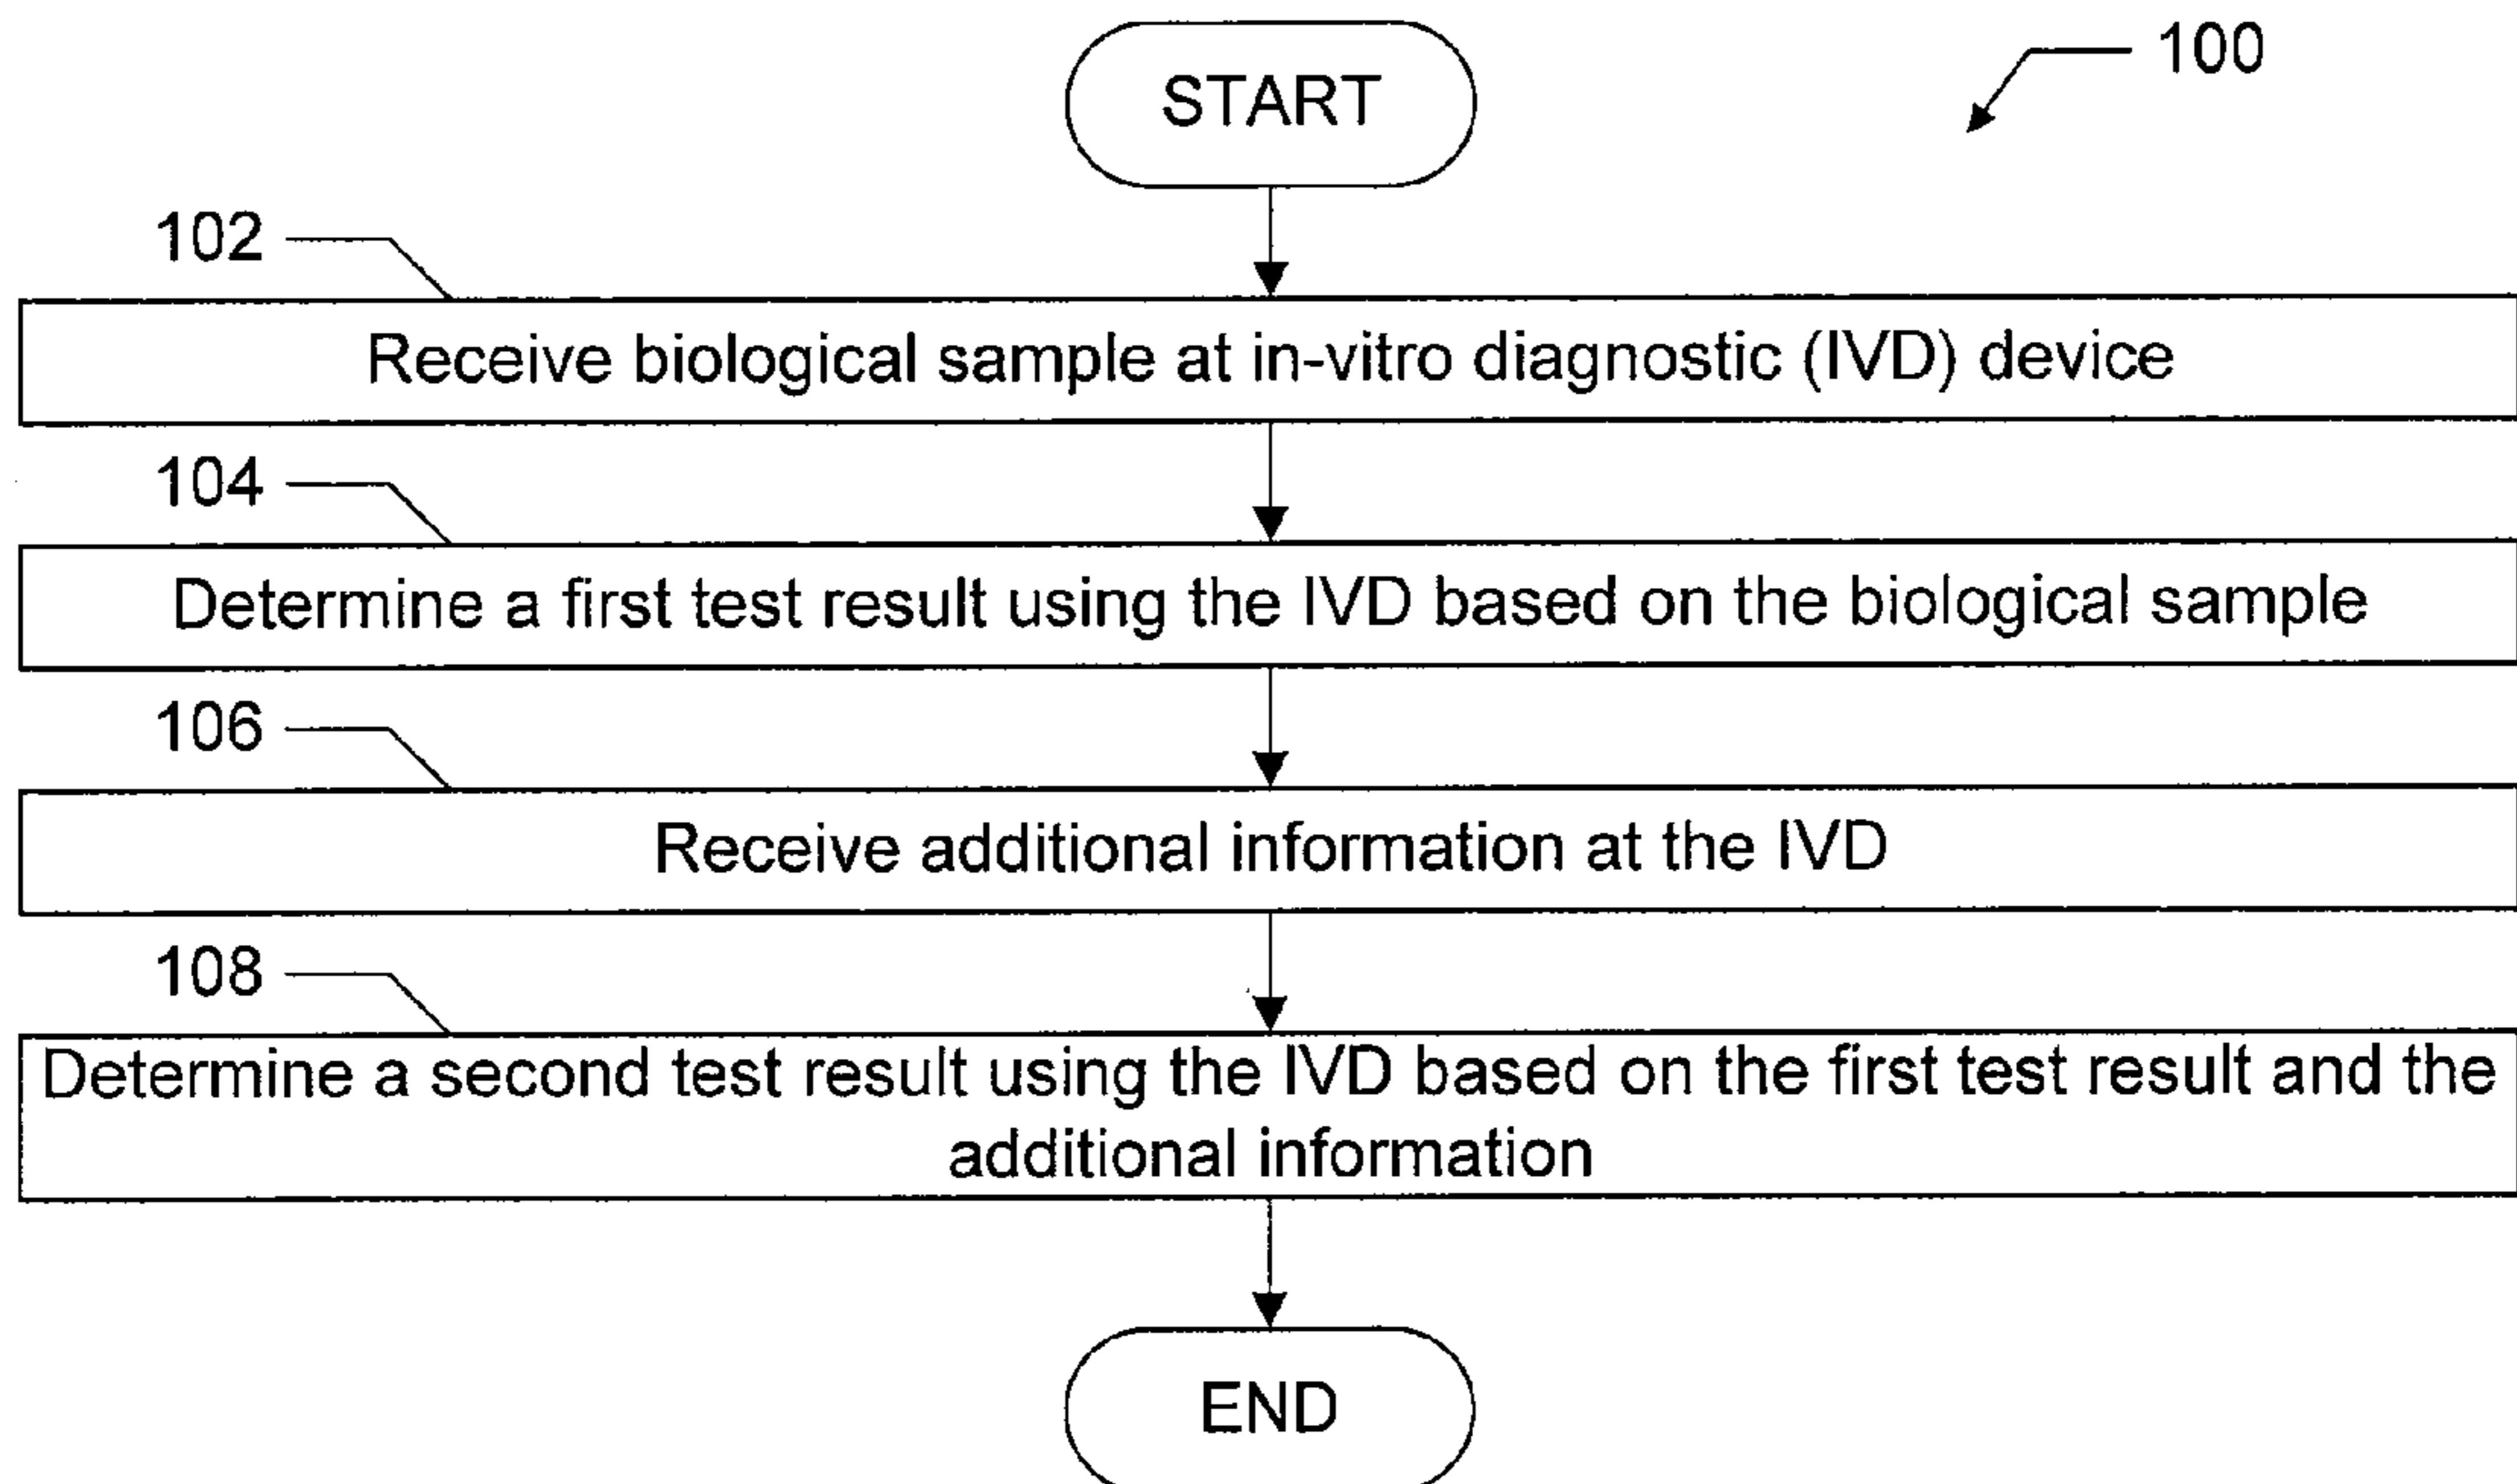 START
100
102
Receive biological sample at in-vitro diagnostic (IVD) device
104
Determine a first test result using the IVD based on the biological sample
106
Receive additional information at the IVD
108
Determine a second test result using the IVD based on the first test result and the
additional information
END